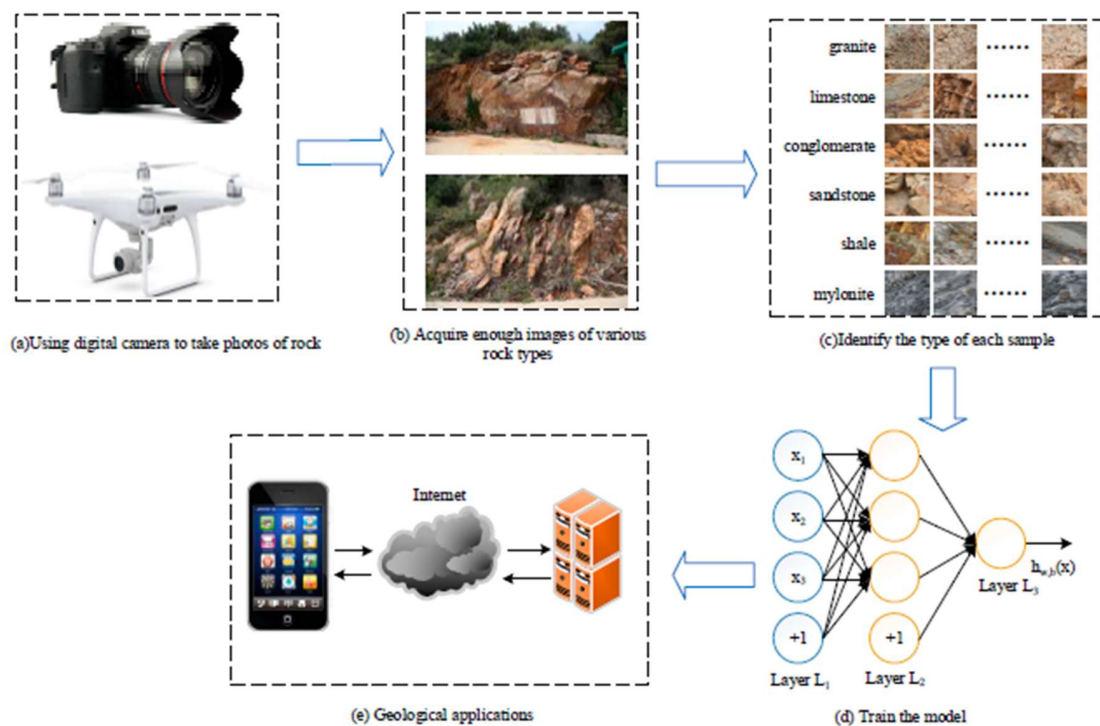 granite
limestone
conglomerate
sandstone
shale
mylonite
(a)Using digital camera to take photos of rock
(b) Acquire enough images of various
rock types
(c)Identify the type of each sample
Internet
x1
x2
x3
+1
+1
Layer L1
Layer L2
Layer L3
hw,b(x)
(d) Train the model
(e) Geological applications